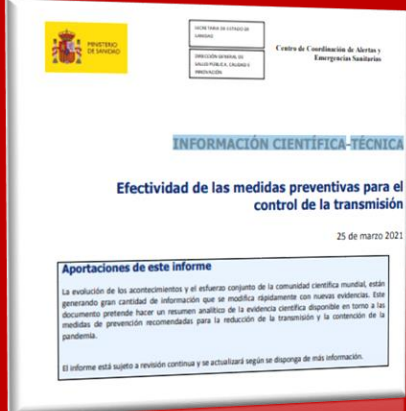 MINISTERIO
DE SANIDAD
SECRETARIA DE ESTADO DE
SANIDAD
DIRECCIÓN GENERAL DE
SALUD PÚBLICA, CALIDAD E
INNOVACIÓN
Centro de Coordinación de Alertas y
Emergencias Sanitarias
INFORMACIÓN CIENTÍFICA-TÉCNICA
Efectividad de las medidas preventivas para el
control de la transmisión
25 de marzo 2021
Aportaciones de este informe
La evolución de los acontecimientos y el esfuerzo conjunto de la comunidad científica mundial, están
generando gran cantidad de información que se modifica rápidamente con nuevas evidencias. Este
documento pretende hacer un resumen analítico de la evidencia científica disponible en torno a las
medidas de prevención recomendadas para la reducción de la transmisión y la contención de la
pandemia.
El informe está sujeto a revisión continua y se actualizará según se disponga de más información.